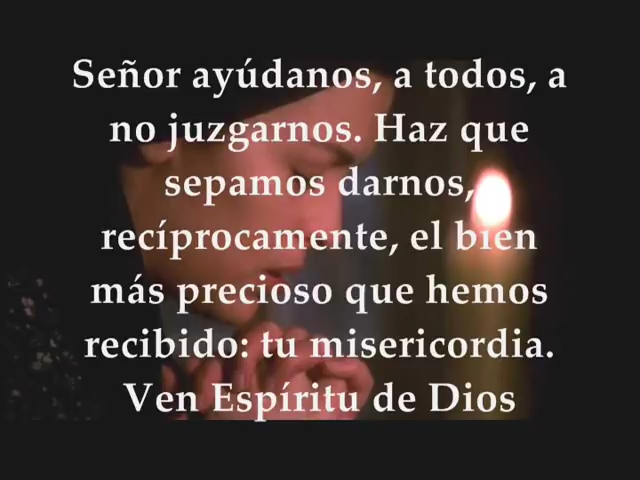 Señor ayúdanos, a todos, a
no juzgarnos. Haz que
sepamos darnos,
recíprocamente, el bien
más precioso que hemos
recibido: tu misericordia.
Ven Espíritu de Dios